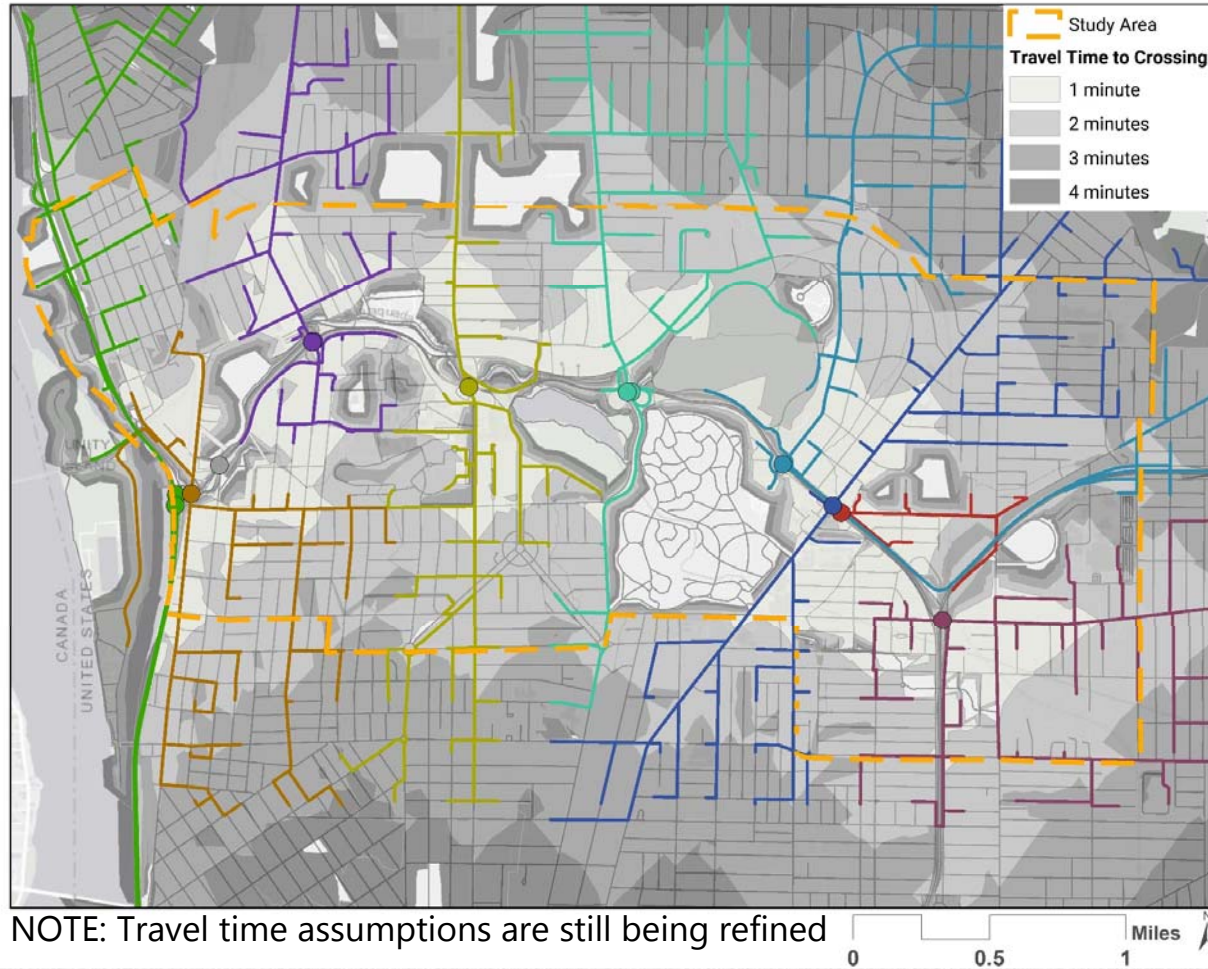 Study Area
Travel Time to Crossing
1 minute
2 minutes
3 minutes
4 minutes
UNITY
CANADA
UNITED STATES
NOTE: Travel time assumptions are still being refined
Miles
0
0.5
1
N